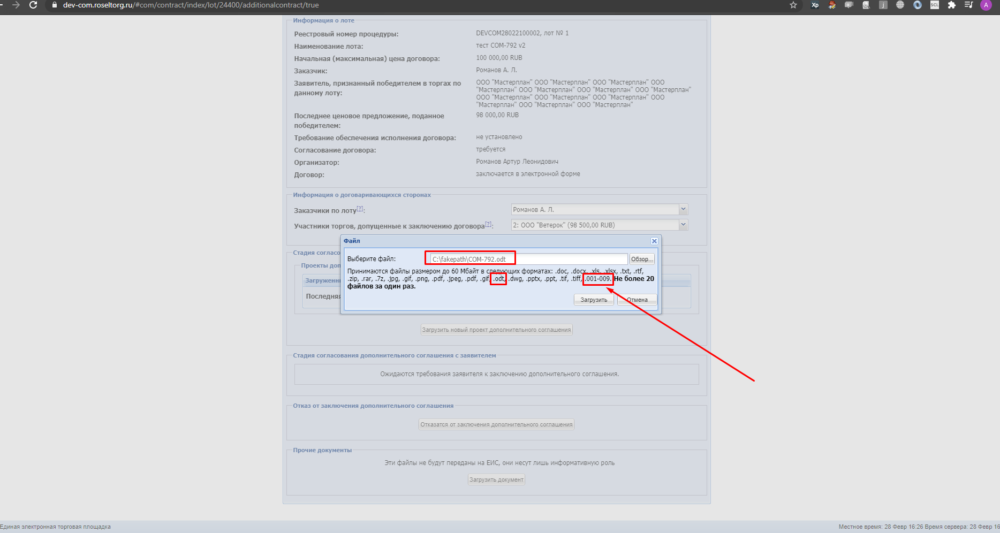 dev-com.roseltorg.ru/#com/contract/index/lot/24400/additionalcontract/true
Xp
j
SCL
A
Информация о лоте
Реестровый номер процедуры: DEVCOM28022100002, лот № 1
Наименование лота: тест COM-792 v2
Начальная (максимальная) цена договора: 100 000,00 RUB
Заказчик: Романов А. Л.
Заявитель, признанный победителем в торгах по
данному лоту:
ООО "Мастерплан" ООО "Мастерплан" ООО "Мастерплан" ООО
"Мастерплан" ООО "Мастерплан" ООО "Мастерплан" ООО "Мастерплан"
ООО "Мастерплан" ООО "Мастерплан" ООО "Мастерплан" ООО
"Мастерплан" ООО "Мастерплан" ООО "Мастерплан"
Последнее ценовое предложение, поданное
победителем:
98 000,00 RUB
Требование обеспечения исполнения договора: не установлено
Согласование договора: требуется
Организатор: Романов Артур Леонидович
Договор: заключается в электронной форме
Информация о договаривающихся сторонах
Заказчики по лоту[?]: Романов А. Л.
Участники торгов, допущенные к заключению договора[?]: 2: ООО "Ветерок" (98 500,00 RUB)
Стадия согласо
Проекты доп
Загруженн
Последняя
Файл
Выберите файл: C:\fakepath\COM-792.odt Обзор...
Принимаются файлы размером до 60 Мбайт в следующих форматах: .doc, .docx, .xls, .xlsx, .txt, .rtf,
.zip, .rar, .7z, .jpg, .gif, .png, .pdf, .jpeg, .pdf, .gif, .odt, .dwg, .pptx, .ppt, .tif, .tiff, .001-009. Не более 20
файлов за один раз.
Загрузить Отмена
Загрузить новый проект дополнительного соглашения
Стадия согласования дополнительного соглашения с заявителем
Ожидаются требования заявителя к заключению дополнительного соглашения.
Отказ от заключения дополнительного соглашения
Отказатся от заключения дополнительного соглашения
Прочие документы
Эти файлы не будут переданы на ЕИС, они несут лишь информативную роль
Загрузить документ
Единая электронная торговая площадка
Местное время: 28 Февр 16:26 Время сервера: 28 Февр 16